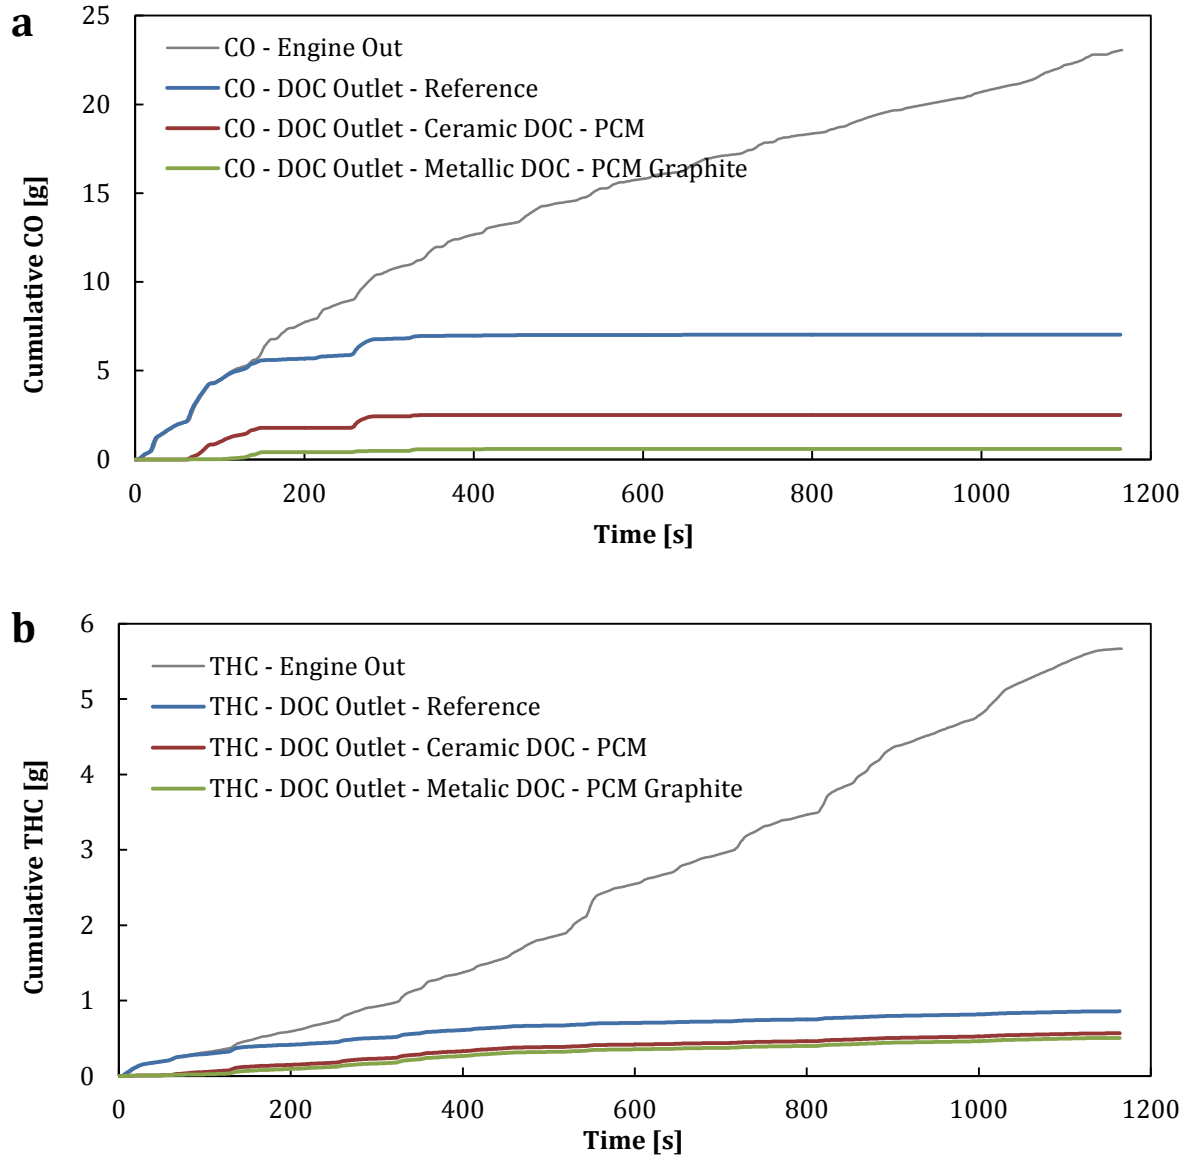 a
25
20
15
10
5
0
CO - Engine Out
CO - DOC Outlet - Reference
CO - DOC Outlet - Ceramic DOC - PCM
CO - DOC Outlet - Metallic DOC - PCM Graphite
Cumulative CO [g]
0 200 400 600 800 1000 1200
Time [s]
b
6
5
4
3
2
1
0
THC - Engine Out
THC - DOC Outlet - Reference
THC - DOC Outlet - Ceramic DOC - PCM
THC - DOC Outlet - Metalic DOC - PCM Graphite
Cumulative THC [g]
0 200 400 600 800 1000 1200
Time [s]